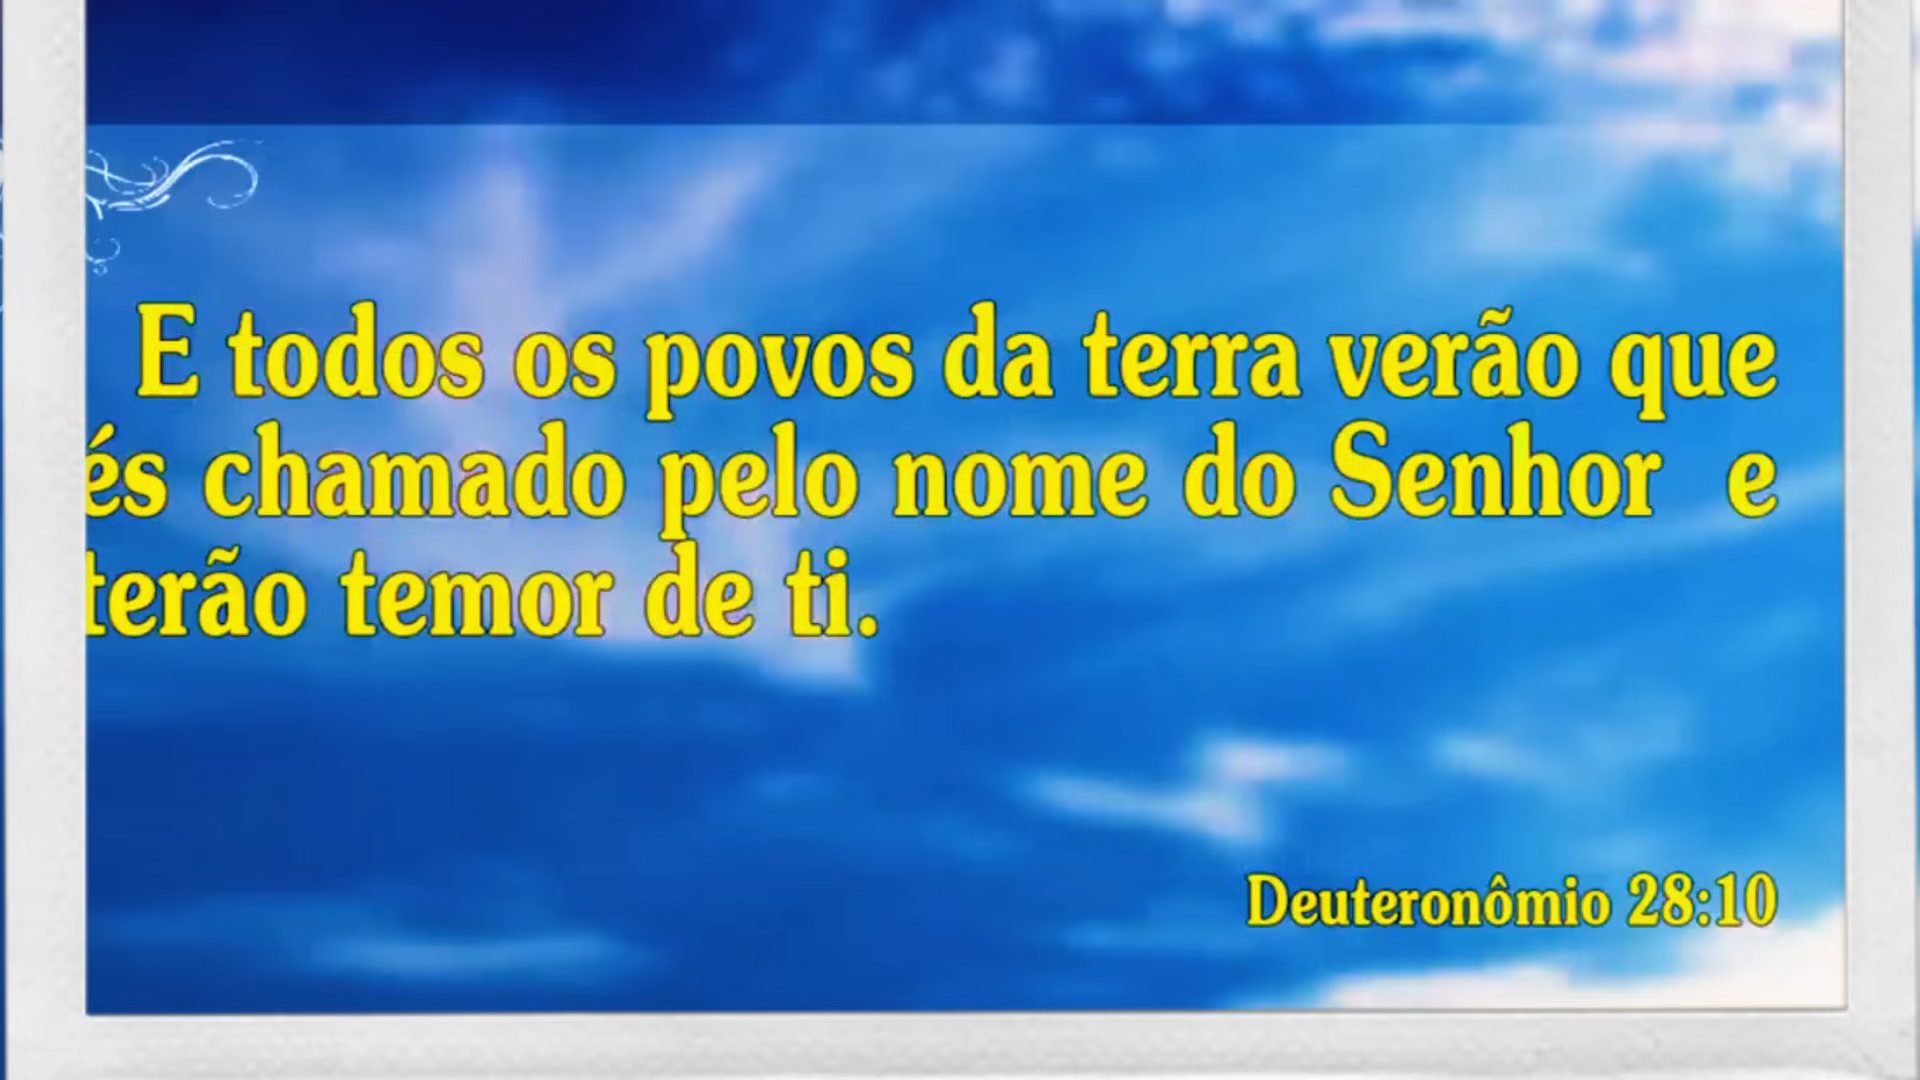 E todos os povos da terra verão que
és chamado pelo nome do Senhor e
terão temor de ti.
Deuteronômio 28:10